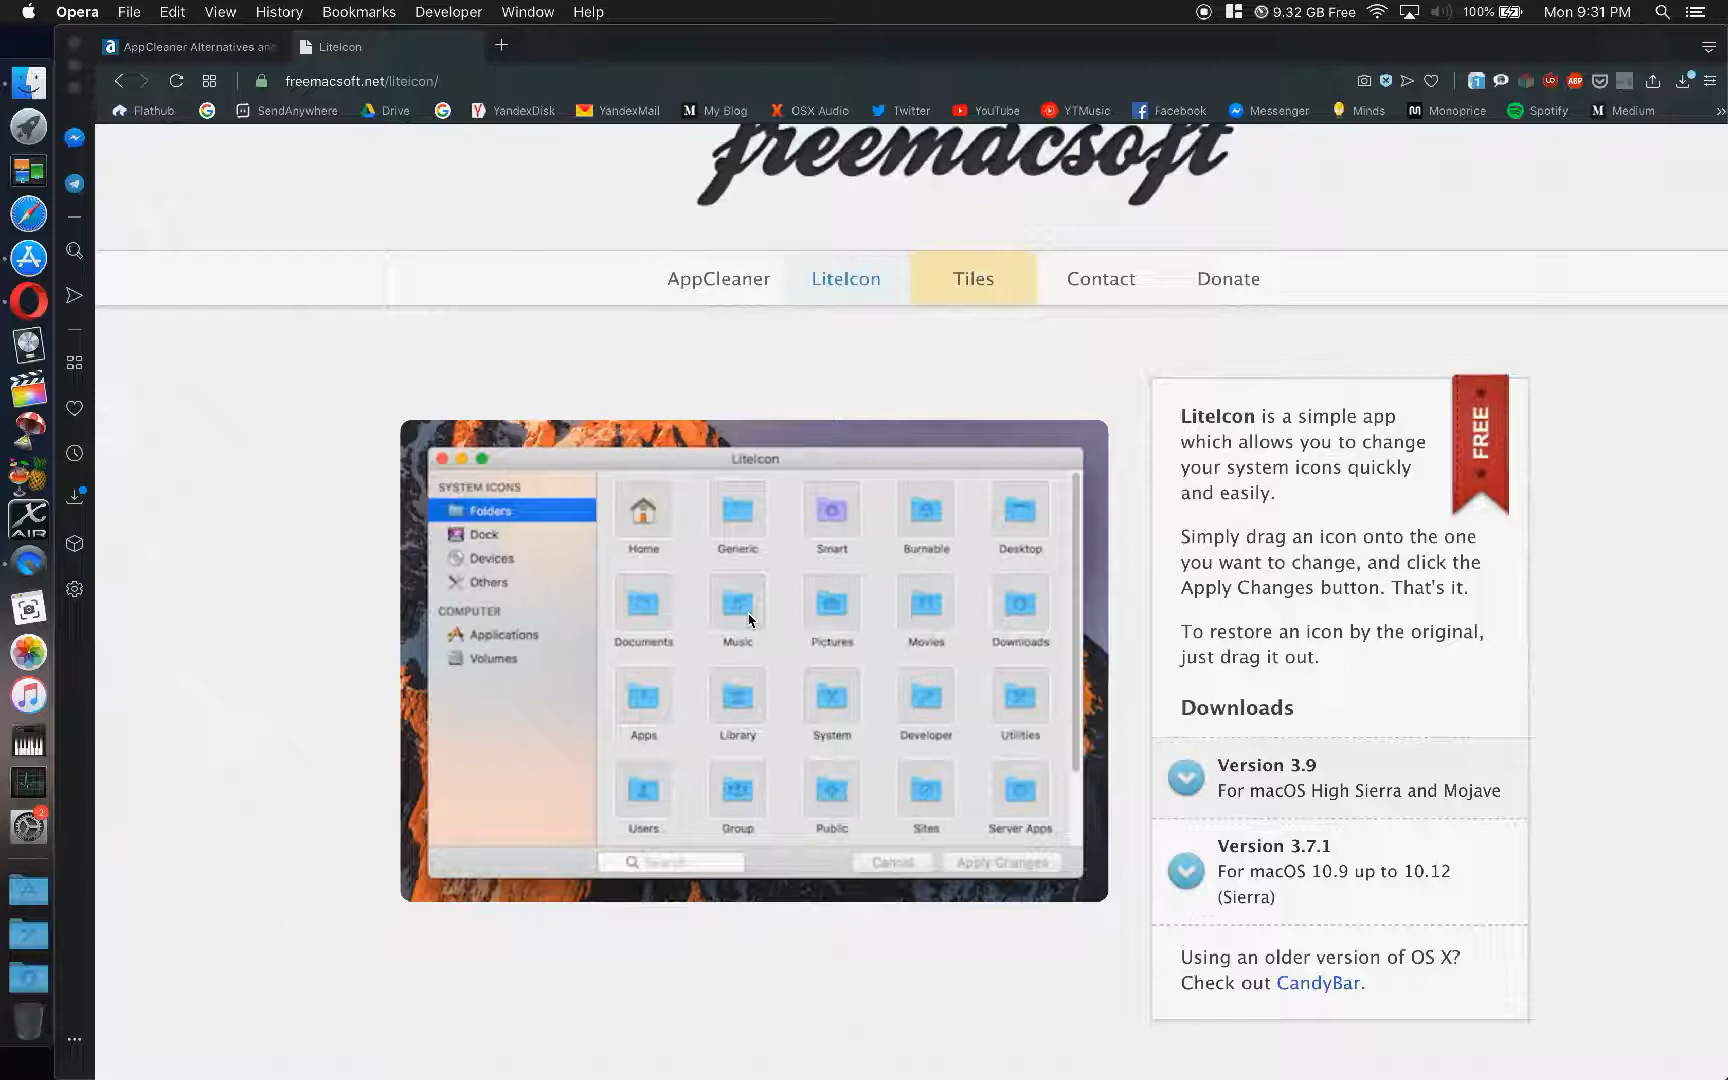 Opera File Edit View History Bookmarks Developer Window Help 9.32 GB Free 100% Mon 9:31 PM
AppCleaner Alternatives and LiteIcon
freemacsoft.net/liteicon/
Flathub SendAnywhere Drive YandexDisk YandexMail My Blog OSX Audio Twitter YouTube YTMusic Facebook Messenger Minds Monoprice Spotify Medium
freemacsoft
AppCleaner LiteIcon Tiles Contact Donate
LiteIcon
SYSTEM ICONS
Folders
Dock
Devices
Others
COMPUTER
Applications
Volumes
Home Generic Smart Burnable Desktop
Documents Music Pictures Movies Downloads
Apps Library System Developer Utilities
Users Group Public Sites Server Apps
Search Cancel Apply Changes
FREE
LiteIcon is a simple app
which allows you to change
your system icons quickly
and easily.
Simply drag an icon onto the one
you want to change, and click the
Apply Changes button. That's it.
To restore an icon by the original,
just drag it out.
Downloads
Version 3.9
For macOS High Sierra and Mojave
Version 3.7.1
For macOS 10.9 up to 10.12
(Sierra)
Using an older version of OS X?
Check out CandyBar.
AIR
2